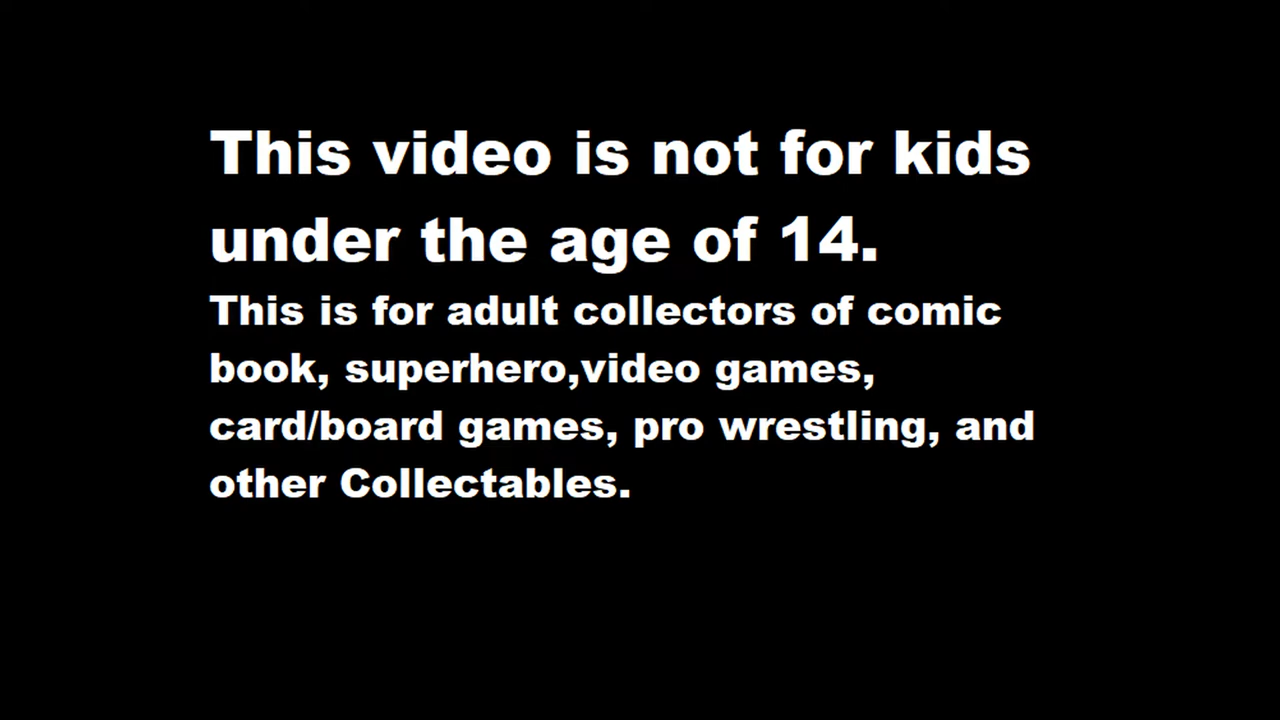 This video is not for kids
under the age of 14.
This is for adult collectors of comic
book, superhero,video games,
card/board games, pro wrestling, and
other Collectables.